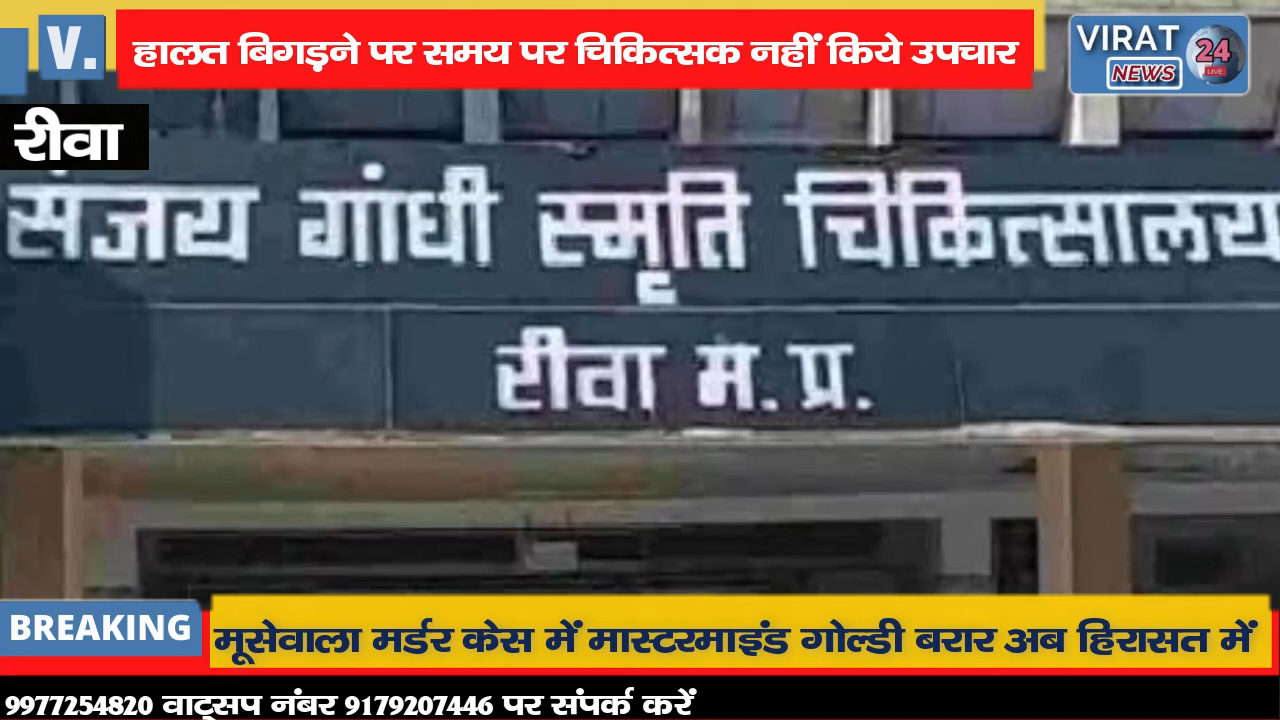 V.
हालत बिगड़ने पर समय पर चिकित्सक नहीं किये उपचार
VIRAT
24
NEWS
LIVE
रीवा
संजय गांधी स्मृति चिकित्सालय
रीवा म. प्र.
BREAKING
मूसेवाला मर्डर केस में मास्टरमाइंड गोल्डी बरार अब हिरासत में
9977254820 वाट्सप नंबर 9179207446 पर संपर्क करें